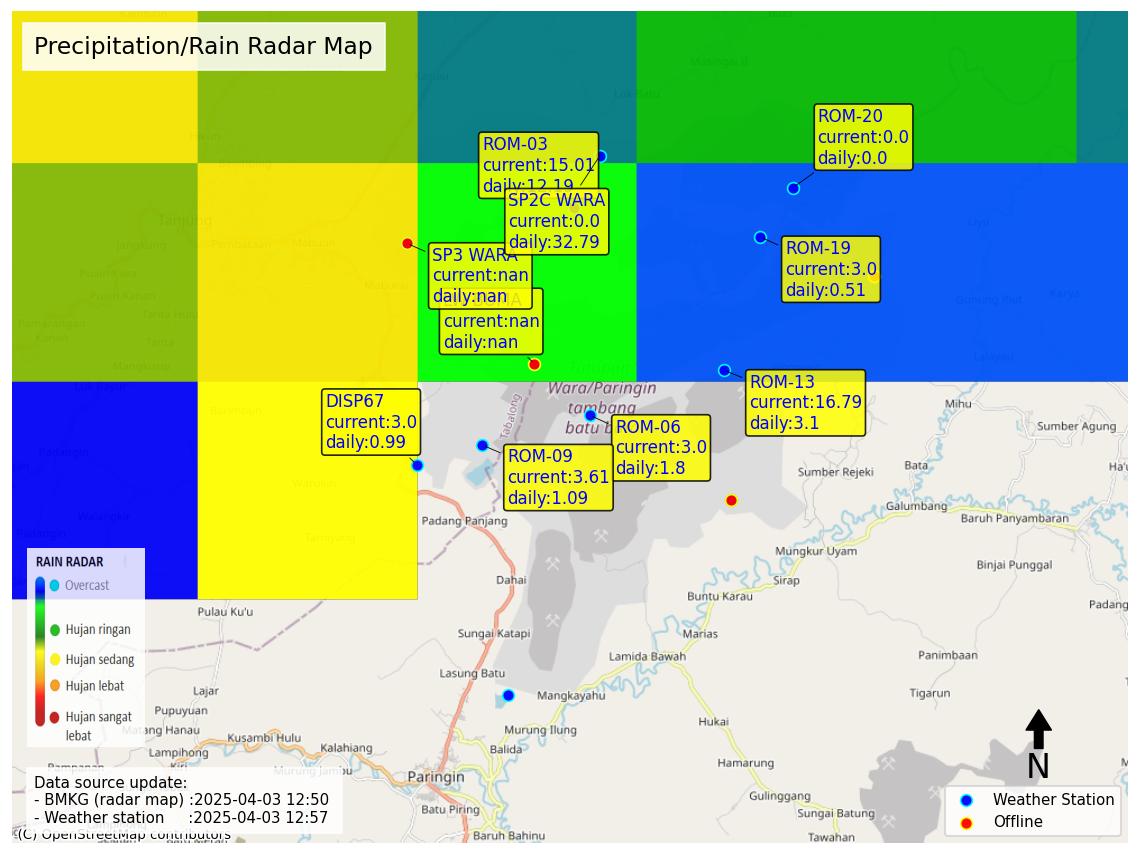 Precipitation/Rain Radar Map
ROM-20
current:0.0
daily:0.0
ROM-03
current:15.01
daily:12.19
SP2C WARA
current:0.0
daily:32.79
ROM-19
current:3.0
daily:0.51
SP3 WARA
current:nan
daily:nan
current:nan
daily:nan
Tanjung
Wara/Paringin
tambang
batu
Tabalong
ROM-13
current:16.79
daily:3.1
DISP67
current:3.0
daily:0.99
ROM-06
current:3.0
daily:1.8
ROM-09
current:3.61
daily:1.09
Mihu
Sumber Agung
Bata
Sumber Rejeki
Galumbang
Baruh Panyambaran
Padang Panjang
Mungkur Uyam
Binjai Punggal
Dahai
Sirap
Buntu Karau
Padang
Pulau Ku'u
Sungai Katapi
Marias
Lamida Bawah
Panimbaan
Lasung Batu
Tigarun
Lajar
Mangkayahu
Pupuyuan
Hukai
Matang Hanau
Kusambi Hulu
Murung Ilung
Lampihong
Kalahiang
Balida
Hamarung
Murung Jambu
Paringin
Gulinggang
Batu Piring
Sungai Batung
Baruh Bahinu
Tawahan
RAIN RADAR
Overcast
Hujan ringan
Hujan sedang
Hujan lebat
Hujan sangat
lebat
Data source update:
- BMKG (radar map) :2025-04-03 12:50
- Weather station :2025-04-03 12:57
(C) OpenStreetMap contributors
N
Weather Station
Offline